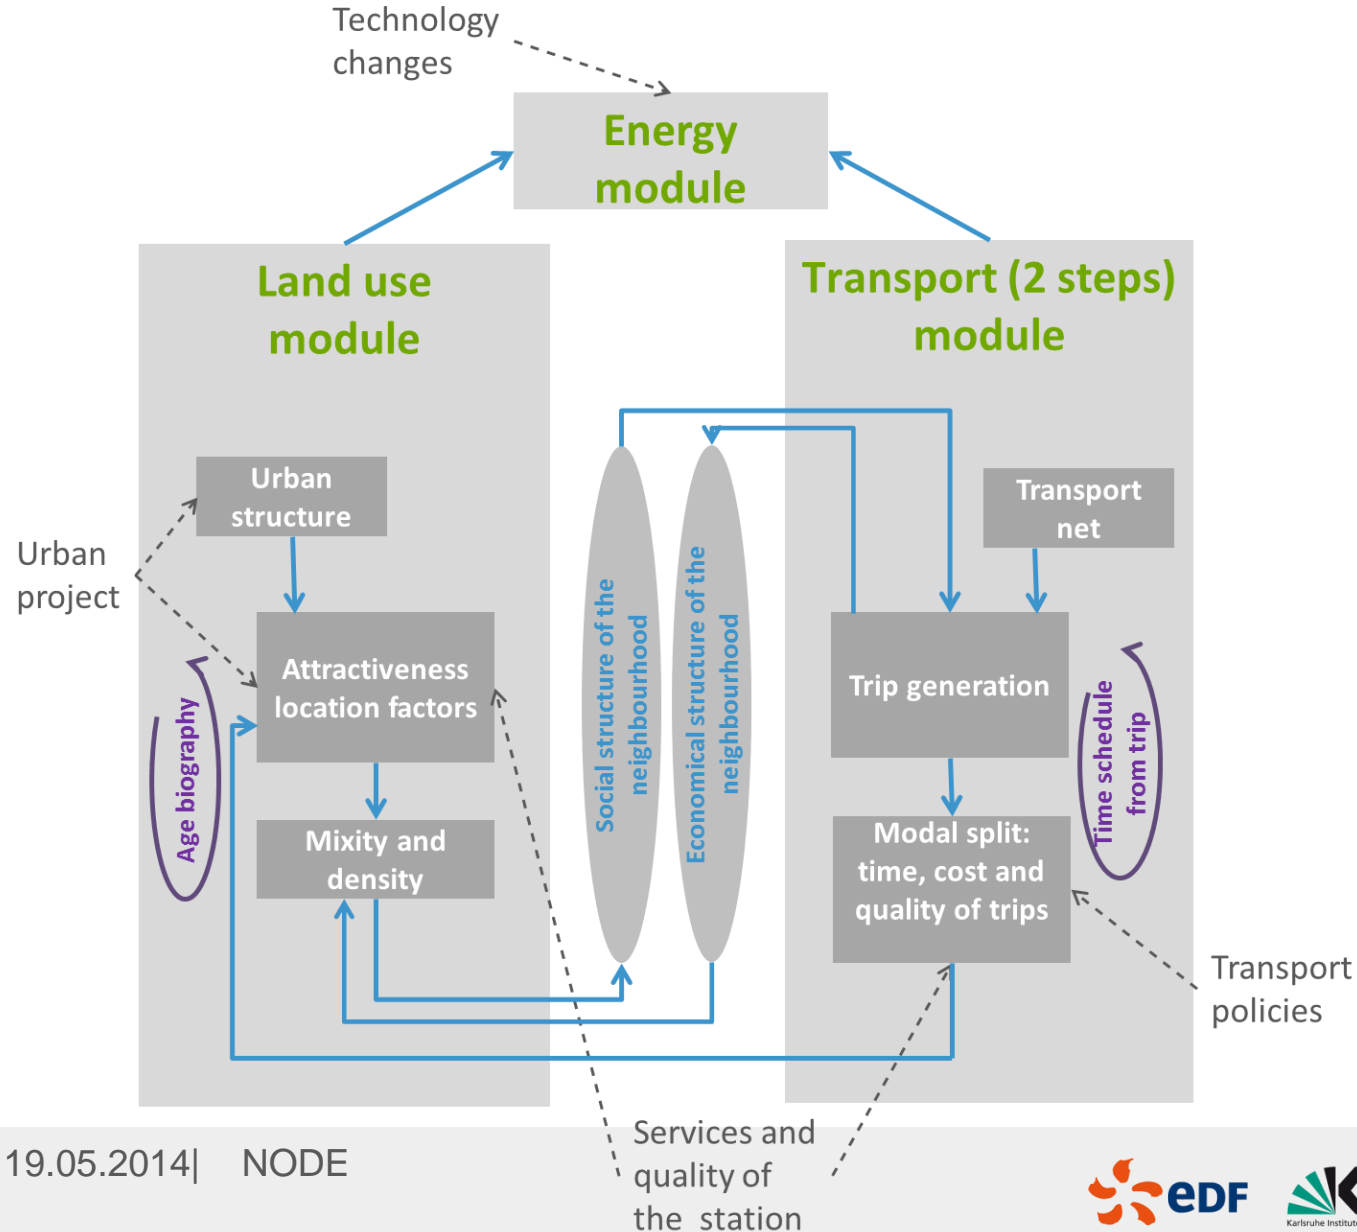 Technology
changes
Energy
module
Land use
module
Transport (2 steps)
module
Urban
structure
Transport
net
Urban
project
Attractiveness
location factors
Age biography
Mixity and
density
Social structure of the
neighbourhood
Economical structure of the
neighbourhood
Trip generation
Time schedule
from trip
Modal split:
time, cost and
quality of trips
Transport
policies
Services and
quality of
the station
19.05.2014| NODE
eDF
Karlsruhe